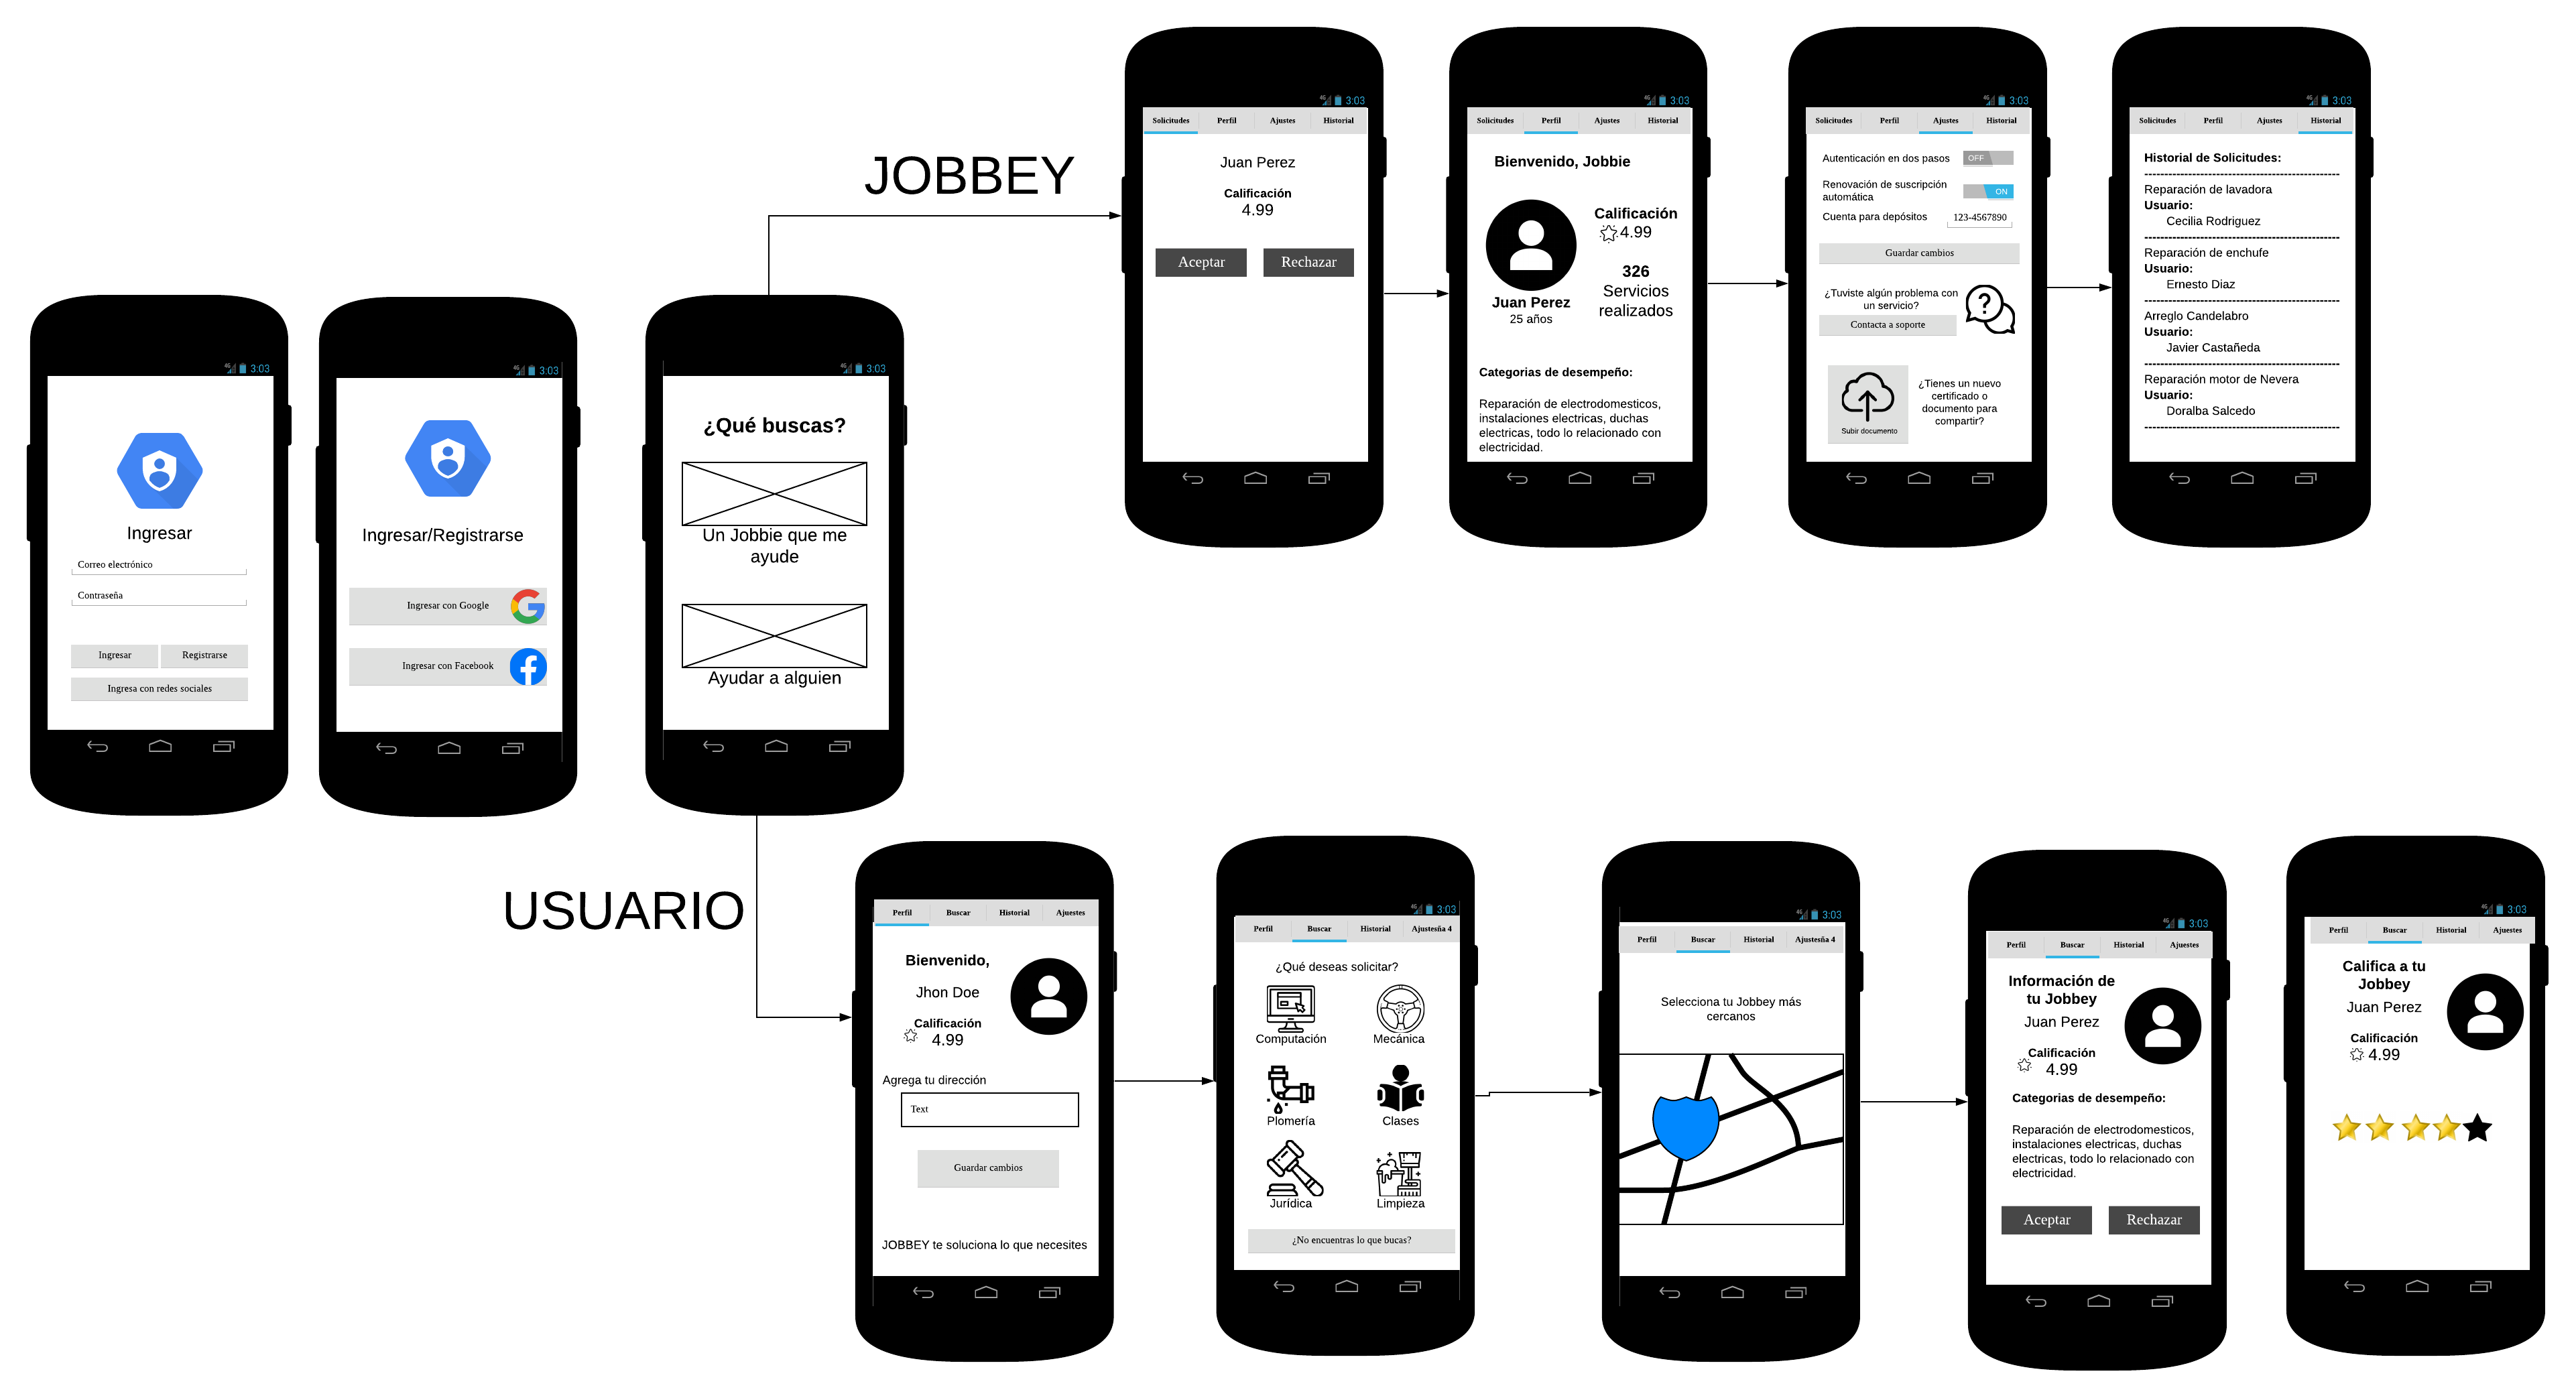 JOBBEY
USUARIO
3:03
Ingresar
Correo electrónico
Contraseña
Ingresar Registrarse
Ingresa con redes sociales
3:03
Ingresar/Registrarse
Ingresar con Google
Ingresar con Facebook
3:03
¿Qué buscas?
Un Jobbie que me
ayude
Ayudar a alguien
4G 3:03
Solicitudes Perfil Ajustes Historial
Juan Perez
Calificación
4.99
Aceptar Rechazar
4G 3:03
Solicitudes Perfil Ajustes Historial
Bienvenido, Jobbie
Calificación
4.99
326
Servicios
realizados
Juan Perez
25 años
Categorias de desempeño:
Reparación de electrodomesticos,
instalaciones electricas, duchas
electricas, todo lo relacionado con
electricidad.
4G 3:03
Solicitudes Perfil Ajustes Historial
Autenticación en dos pasos OFF
Renovación de suscripción
automática ON
Cuenta para depósitos 123-4567890
Guardar cambios
¿Tuviste algún problema con
un servicio?
Contacta a soporte
Subir documento
¿Tienes un nuevo
certificado o
documento para
compartir?
4G 3:03
Solicitudes Perfil Ajustes Historial
Historial de Solicitudes:
Reparación de lavadora
Usuario:
Cecilia Rodriguez
Reparación de enchufe
Usuario:
Ernesto Diaz
Arreglo Candelabro
Usuario:
Javier Castañeda
Reparación motor de Nevera
Usuario:
Doralba Salcedo
Perfil Buscar Historial Ajuestes
Bienvenido,
Jhon Doe
Calificación
4.99
Agrega tu dirección
Text
Guardar cambios
JOBBEY te soluciona lo que necesites
4G 3:03
Perfil Buscar Historial Ajustesña 4
¿Qué deseas solicitar?
Computación Mecánica
Plomería Clases
Jurídica Limpieza
¿No encuentras lo que bucas?
4G 3:03
Perfil Buscar Historial Ajustesña 4
Selecciona tu Jobbey más
cercanos
4G 3:03
Perfil Buscar Historial Ajuestes
Información de
tu Jobbey
Juan Perez
Calificación
4.99
Categorias de desempeño:
Reparación de electrodomesticos,
instalaciones electricas, duchas
electricas, todo lo relacionado con
electricidad.
Aceptar Rechazar
4G 3:03
Perfil Buscar Historial Ajuestes
Califica a tu
Jobbey
Juan Perez
Calificación
4.99